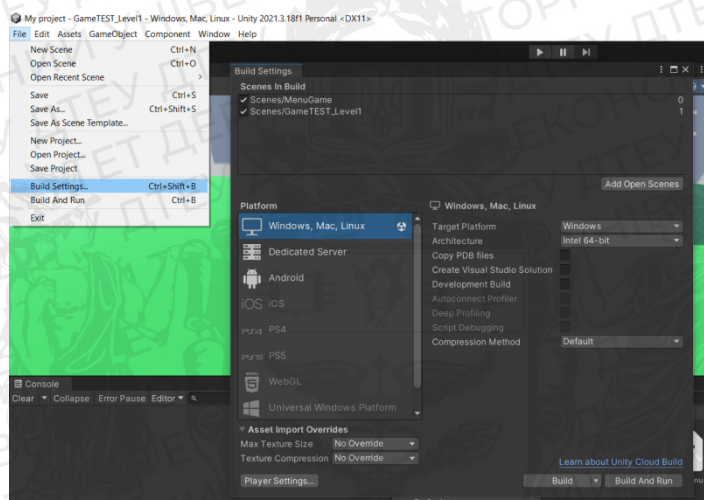 My project - GameTEST_Level1 - Windows, Mac, Linux - Unity 2021.3.18f1 Personal <DX11>
File Edit Assets GameObject Component Window Help
New Scene Ctrl+N
Open Scene Ctrl+O
Open Recent Scene >
Save Ctrl+S
Save As... Ctrl+Shift+S
Save As Scene Template...
New Project...
Open Project...
Save Project
Build Settings... Ctrl+Shift+B
Build And Run Ctrl+B
Exit
Build Settings
Scenes In Build
Scenes/MenuGame 0
Scenes/GameTEST_Level1 1
Add Open Scenes
Platform
Windows, Mac, Linux
Dedicated Server
Android
iOS iOS
PS4
PS5
WebGL
Universal Windows Platform
Windows, Mac, Linux
Target Platform Windows
Architecture Intel 64-bit
Copy PDB files
Create Visual Studio Solution
Development Build
Autoconnect Profiler
Deep Profiling
Script Debugging
Compression Method Default
Asset Import Overrides
Max Texture Size No Override
Texture Compression No Override
Learn about Unity Cloud Build
Player Settings...
Build
Build And Run
Console
Clear Collapse Error Pause Editor